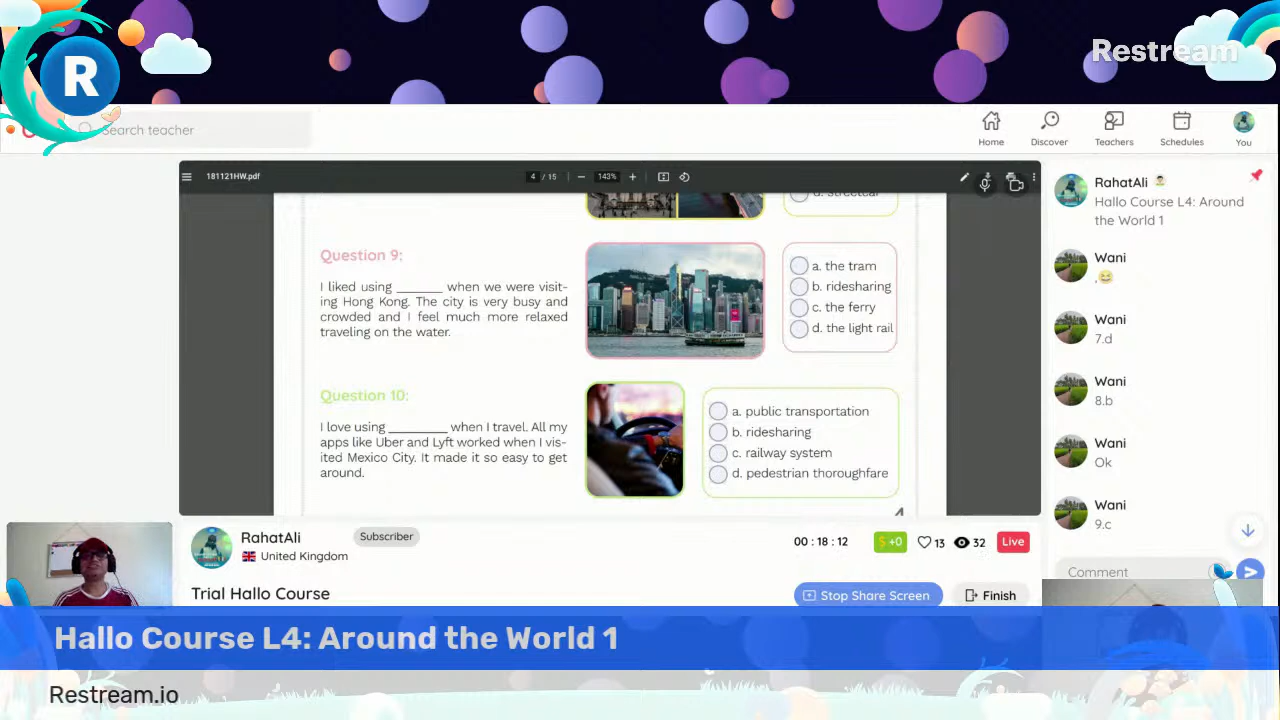 R
Restream
Search teacher
Home
Discover
Teachers
Schedules
You
181121HW.pdf
4 / 15
143%
Question 9:
I liked using _______ when we were visit-
ing Hong Kong. The city is very busy and
crowded and I feel much more relaxed
traveling on the water.
a. the tram
b. ridesharing
c. the ferry
d. the light rail
Question 10:
I love using _________ when I travel. All my
apps like Uber and Lyft worked when I vis-
ited Mexico City. It made it so easy to get
around.
a. public transportation
b. ridesharing
c. railway system
d. pedestrian thoroughfare
4
RahatAli
Hallo Course L4: Around
the World 1
Wani
.😂
Wani
7.d
Wani
8.b
Wani
Ok
Wani
9.c
Comment
RahatAli
Subscriber
United Kingdom
00 : 18 : 12
$ +0
13
32
Live
Trial Hallo Course
Stop Share Screen
Finish
Hallo Course L4: Around the World 1
Restream.io